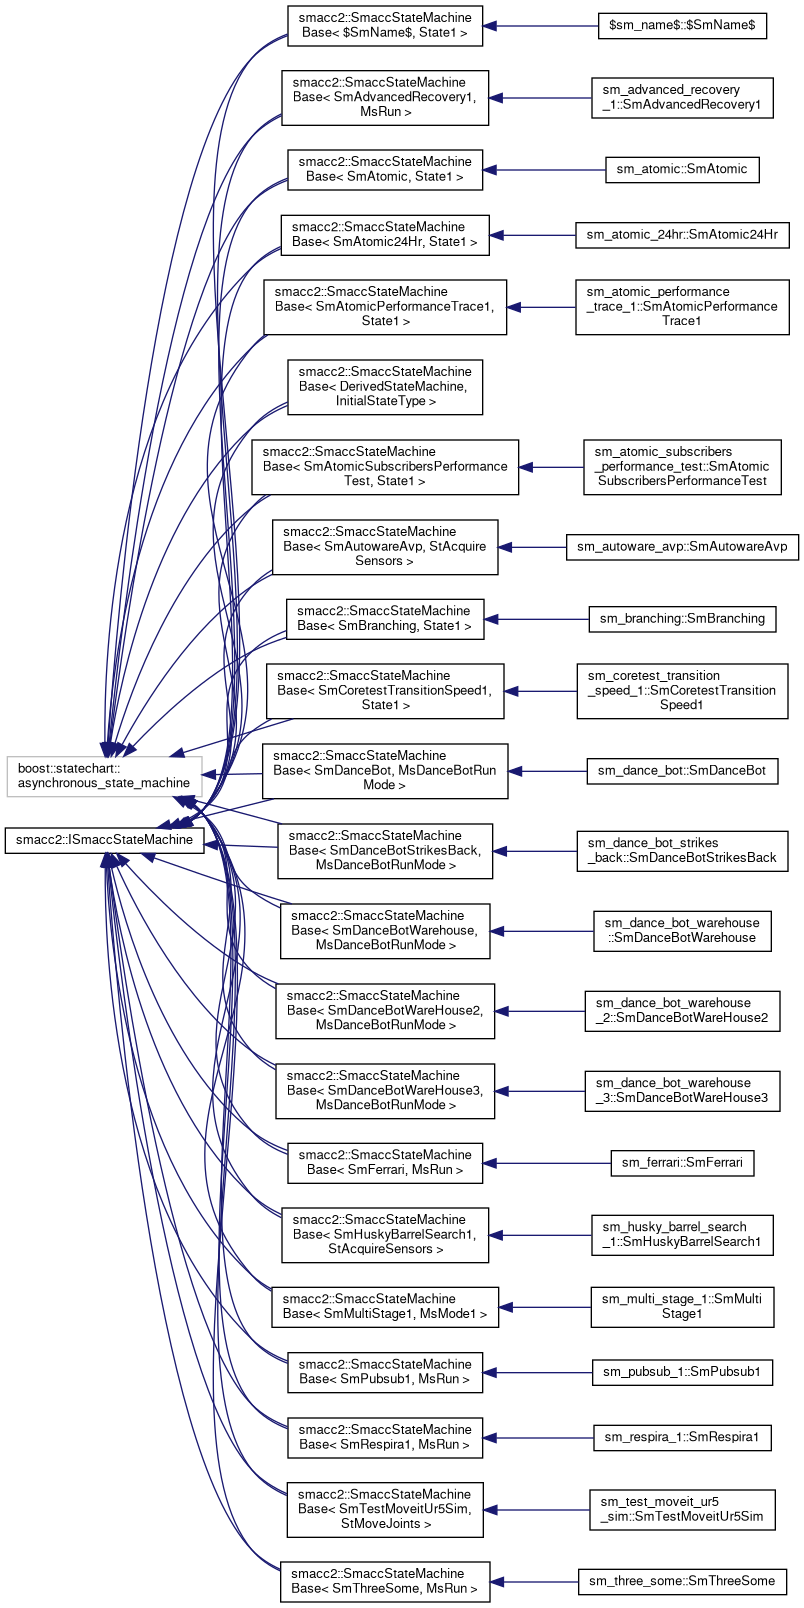 smacc2::SmaccStateMachine
Base< $SmName$, State1 >
$sm_name$::$SmName$
smacc2::SmaccStateMachine
Base< SmAdvancedRecovery1,
MsRun >
sm_advanced_recovery
_1::SmAdvancedRecovery1
smacc2::SmaccStateMachine
Base< SmAtomic, State1 >
sm_atomic::SmAtomic
smacc2::SmaccStateMachine
Base< SmAtomic24Hr, State1 >
sm_atomic_24hr::SmAtomic24Hr
smacc2::SmaccStateMachine
Base< SmAtomicPerformanceTrace1,
State1 >
sm_atomic_performance
_trace_1::SmAtomicPerformance
Trace1
smacc2::SmaccStateMachine
Base< DerivedStateMachine,
InitialStateType >
smacc2::SmaccStateMachine
Base< SmAtomicSubscribersPerformance
Test, State1 >
sm_atomic_subscribers
_performance_test::SmAtomic
SubscribersPerformanceTest
smacc2::SmaccStateMachine
Base< SmAutowareAvp, StAcquire
Sensors >
sm_autoware_avp::SmAutowareAvp
smacc2::SmaccStateMachine
Base< SmBranching, State1 >
sm_branching::SmBranching
smacc2::SmaccStateMachine
Base< SmCoretestTransitionSpeed1,
State1 >
sm_coretest_transition
_speed_1::SmCoretestTransition
Speed1
boost::statechart::
asynchronous_state_machine
smacc2::SmaccStateMachine
Base< SmDanceBot, MsDanceBotRun
Mode >
sm_dance_bot::SmDanceBot
smacc2::ISmaccStateMachine
smacc2::SmaccStateMachine
Base< SmDanceBotStrikesBack,
MsDanceBotRunMode >
sm_dance_bot_strikes
_back::SmDanceBotStrikesBack
smacc2::SmaccStateMachine
Base< SmDanceBotWarehouse,
MsDanceBotRunMode >
sm_dance_bot_warehouse
::SmDanceBotWarehouse
smacc2::SmaccStateMachine
Base< SmDanceBotWareHouse2,
MsDanceBotRunMode >
sm_dance_bot_warehouse
_2::SmDanceBotWareHouse2
smacc2::SmaccStateMachine
Base< SmDanceBotWareHouse3,
MsDanceBotRunMode >
sm_dance_bot_warehouse
_3::SmDanceBotWareHouse3
smacc2::SmaccStateMachine
Base< SmFerrari, MsRun >
sm_ferrari::SmFerrari
smacc2::SmaccStateMachine
Base< SmHuskyBarrelSearch1,
StAcquireSensors >
sm_husky_barrel_search
_1::SmHuskyBarrelSearch1
smacc2::SmaccStateMachine
Base< SmMultiStage1, MsMode1 >
sm_multi_stage_1::SmMulti
Stage1
smacc2::SmaccStateMachine
Base< SmPubsub1, MsRun >
sm_pubsub_1::SmPubsub1
smacc2::SmaccStateMachine
Base< SmRespira1, MsRun >
sm_respira_1::SmRespira1
smacc2::SmaccStateMachine
Base< SmTestMoveitUr5Sim,
StMoveJoints >
sm_test_moveit_ur5
_sim::SmTestMoveitUr5Sim
smacc2::SmaccStateMachine
Base< SmThreeSome, MsRun >
sm_three_some::SmThreeSome